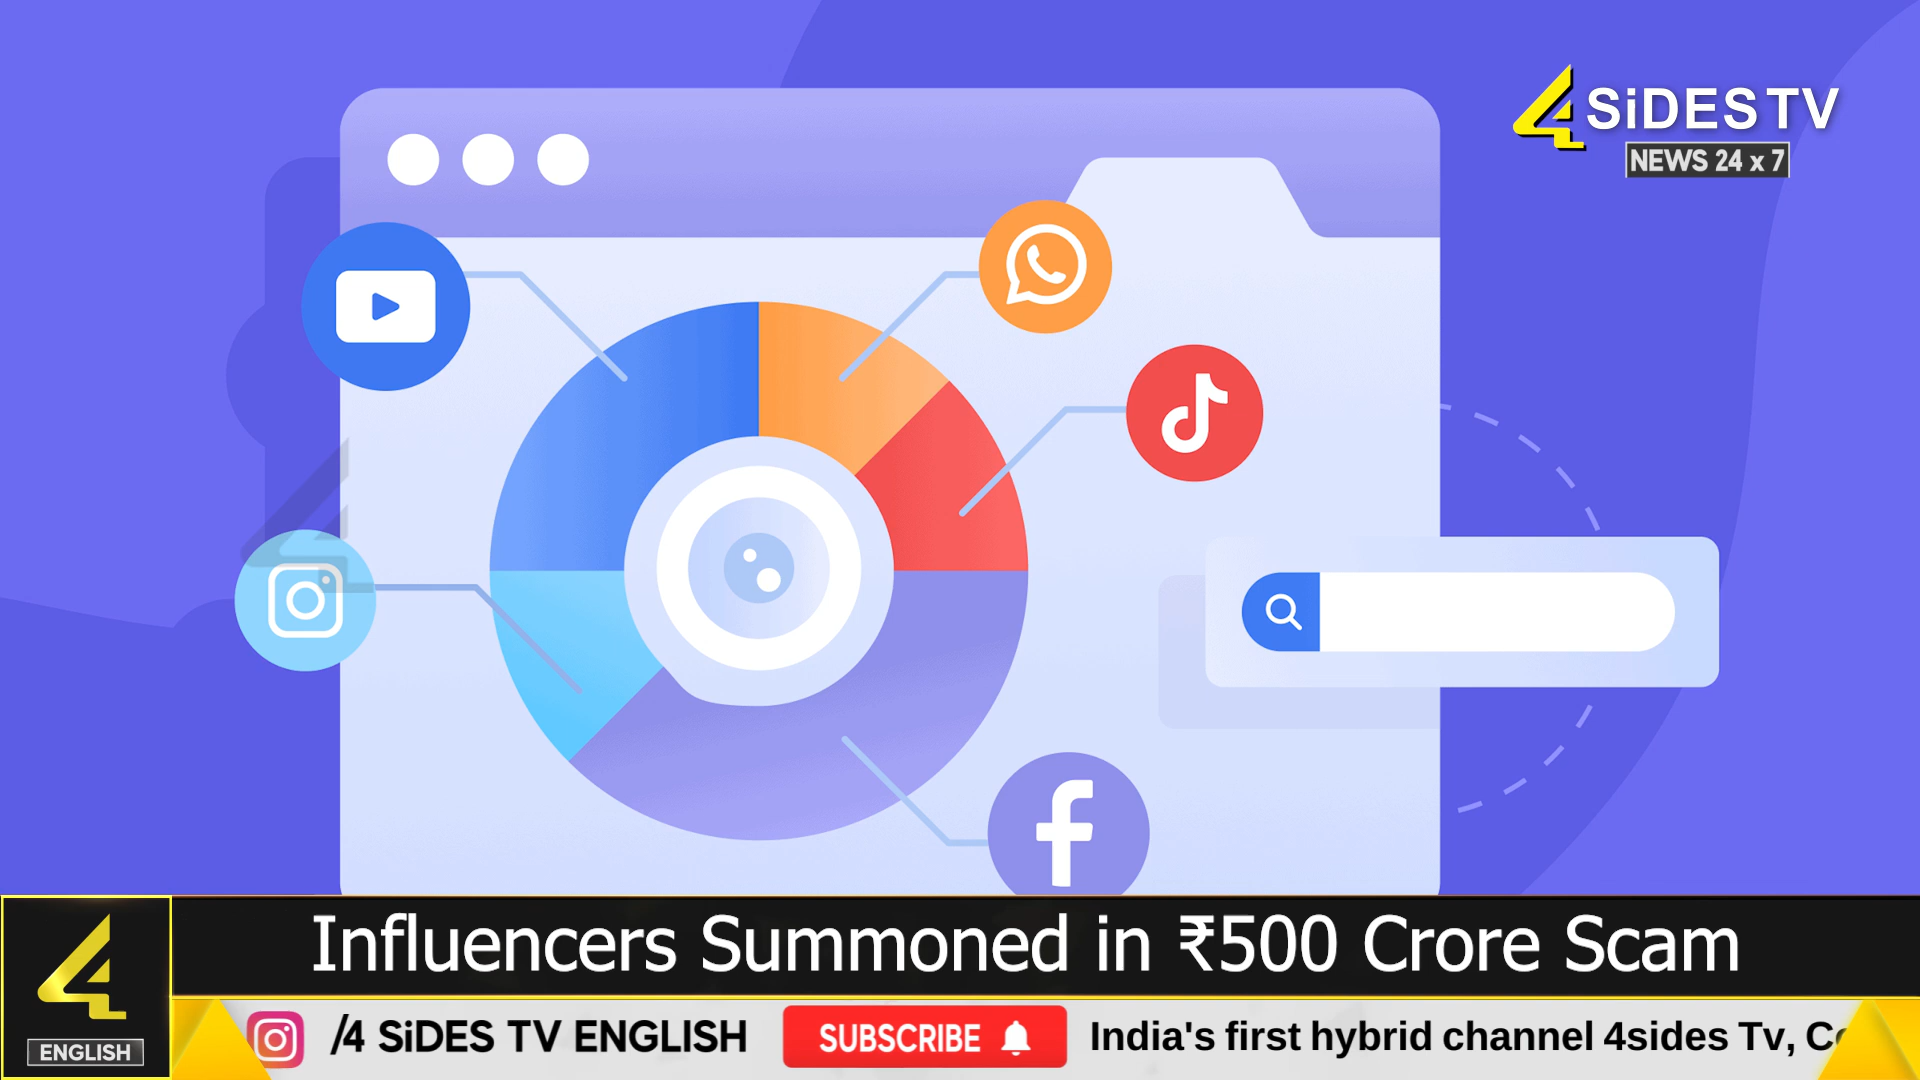 4 SiDES TV
NEWS 24 x 7
Influencers Summoned in ₹500 Crore Scam
4
ENGLISH
/4 SiDES TV ENGLISH
SUBSCRIBE
India's first hybrid channel 4sides Tv,